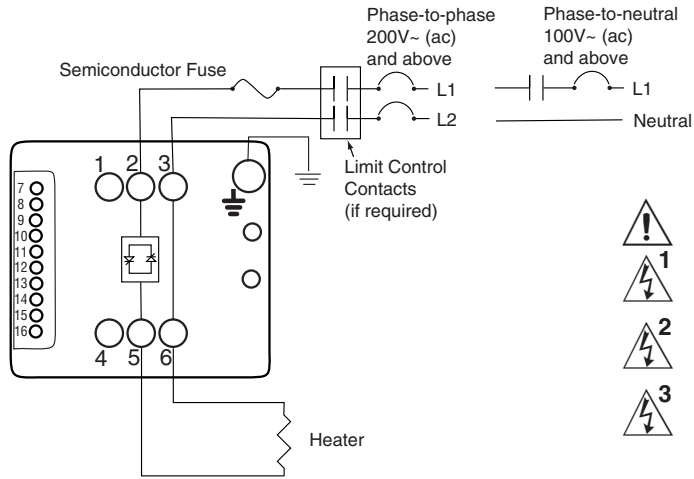 Phase-to-phase
200V~ (ac)
and above
Phase-to-neutral
100V~ (ac)
and above
Semiconductor Fuse
L1
L2
L1
Neutral
Limit Control
Contacts
(if required)
1 2 3
7
8
9
10
11
12
13
14
15
16
4 5 6
Heater
!
1
2
3